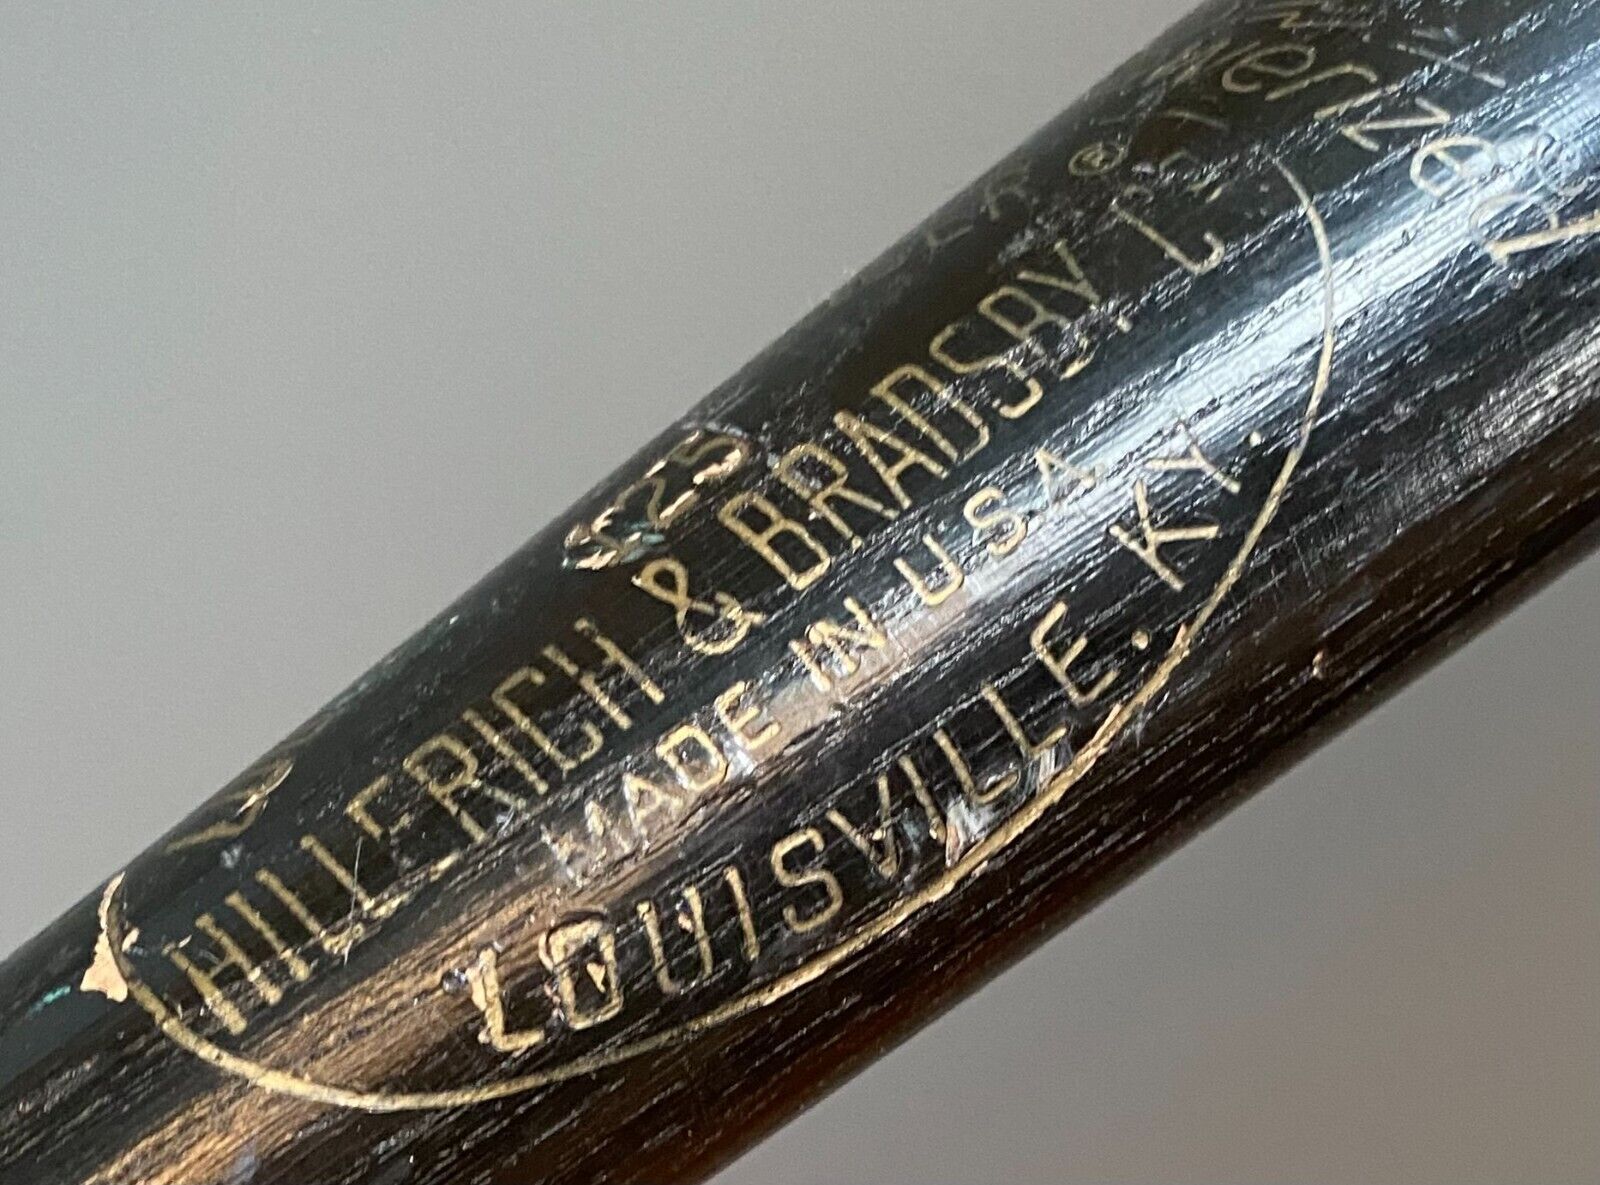 125
HILLERICH & BRADSBY CO
MADE IN U.S.A.
LOUISVILLE. KY.
®